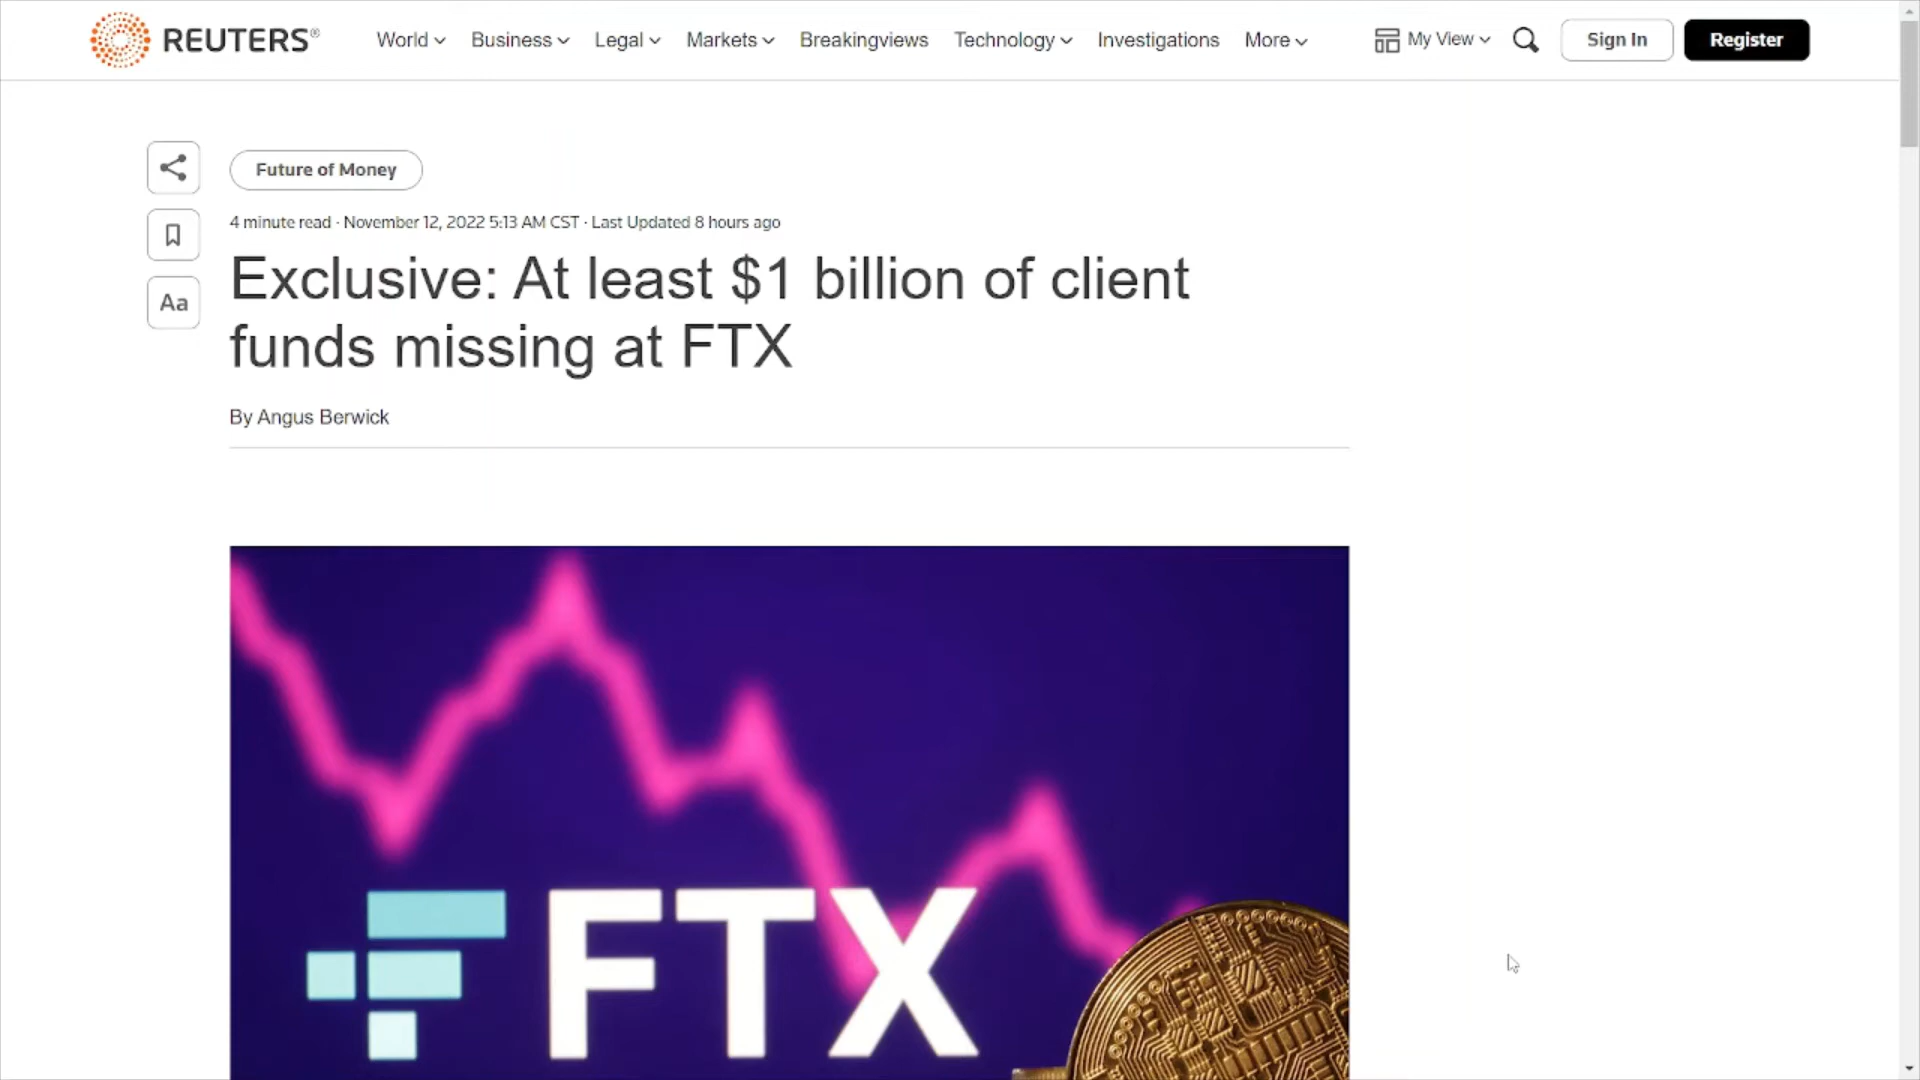 REUTERS®
World
Business
Legal
Markets
Breakingviews
Technology
Investigations
More
My View
Sign In
Register
Future of Money
4 minute read · November 12, 2022 5:13 AM CST · Last Updated 8 hours ago
Exclusive: At least $1 billion of client
funds missing at FTX
Aa
By Angus Berwick
FTX